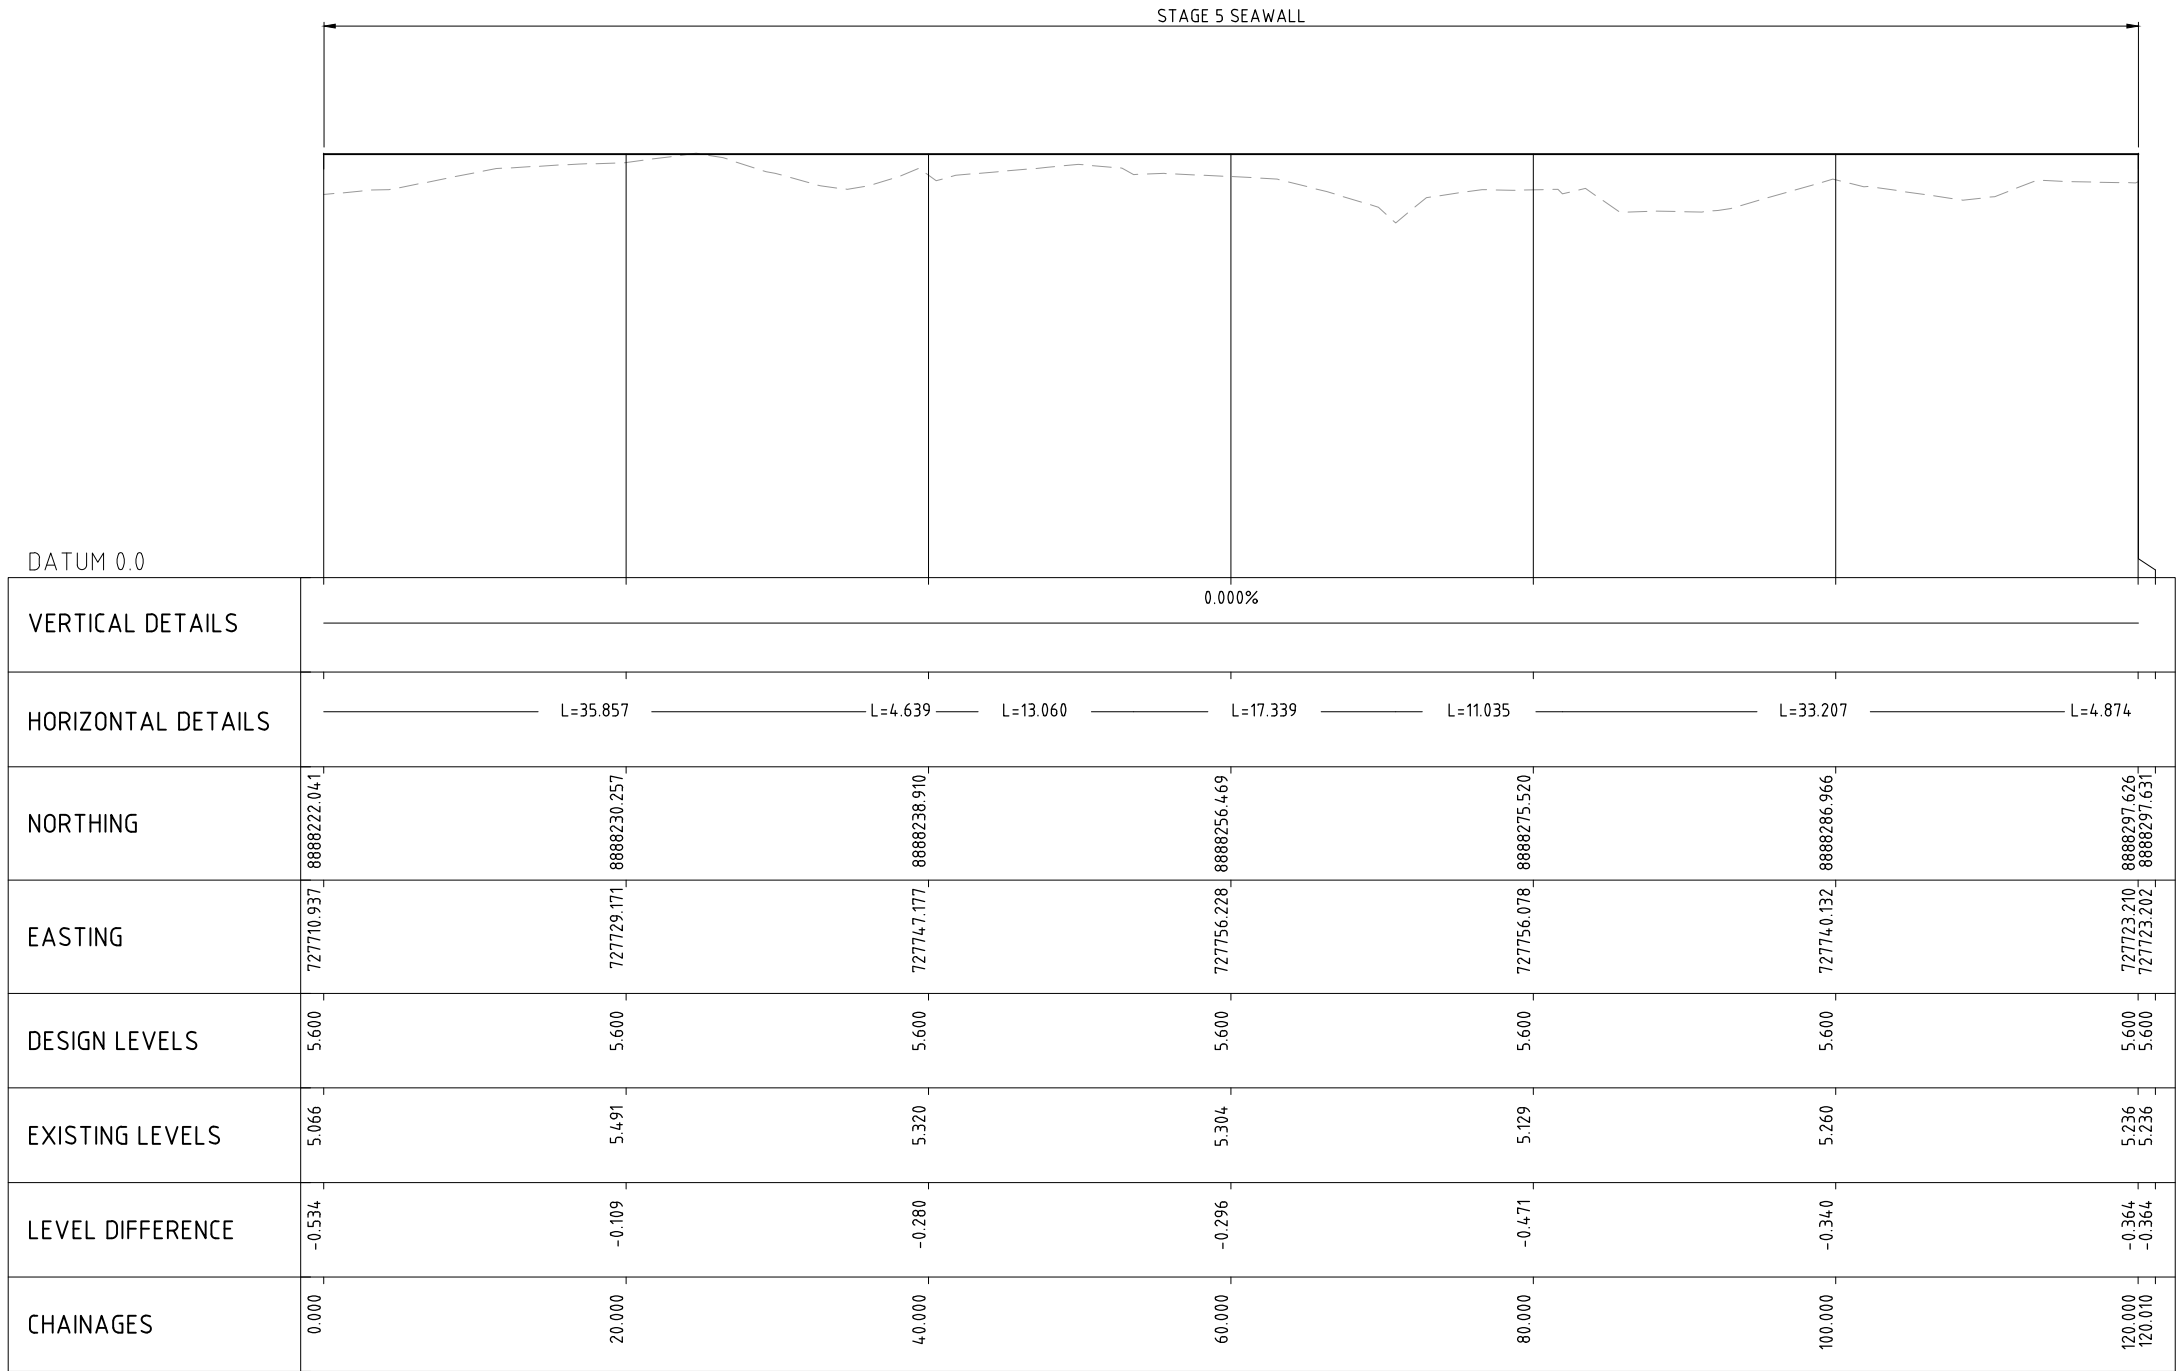 STAGE 5 SEAWALL
DATUM 0.0
VERTICAL DETAILS
0.000%
HORIZONTAL DETAILS
L=35.857 L=4.639 L=13.060 L=17.339 L=11.035 L=33.207 L=4.874
NORTHING
8888222.041 8888230.257 8888238.910 8888256.469 8888275.520 8888286.966 8888297.626 8888297.631
EASTING
727710.937 727729.171 727747.177 727756.228 727756.078 727740.132 727723.210 727723.202
DESIGN LEVELS
5.600 5.600 5.600 5.600 5.600 5.600 5.600 5.600
EXISTING LEVELS
5.066 5.491 5.320 5.304 5.129 5.260 5.236 5.236
LEVEL DIFFERENCE
-0.534 -0.109 -0.280 -0.296 -0.471 -0.340 -0.364 -0.364
CHAINAGES
0.000 20.000 40.000 60.000 80.000 100.000 120.000 120.010